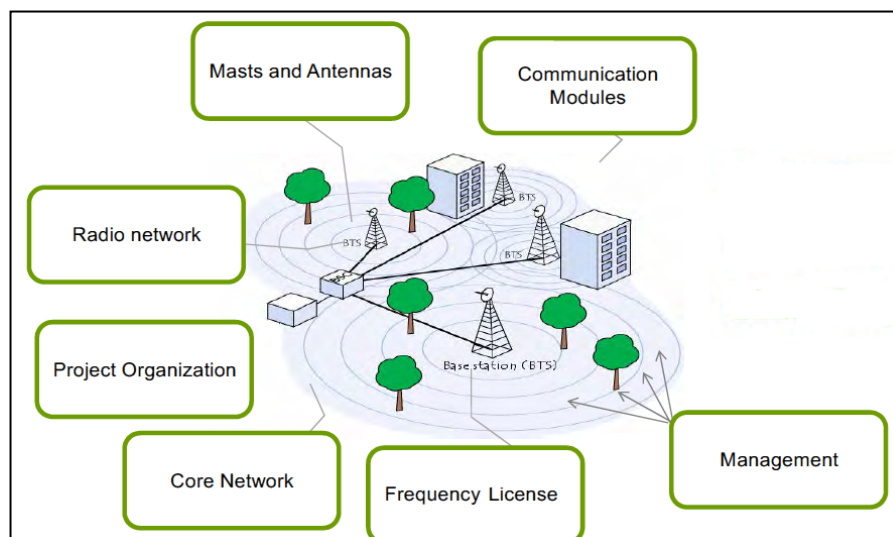 Masts and Antennas
Communication
Modules
BTS
Radio network
BTS
BTS
Project Organization
Base station (BTS)
Core Network
Frequency License
Management